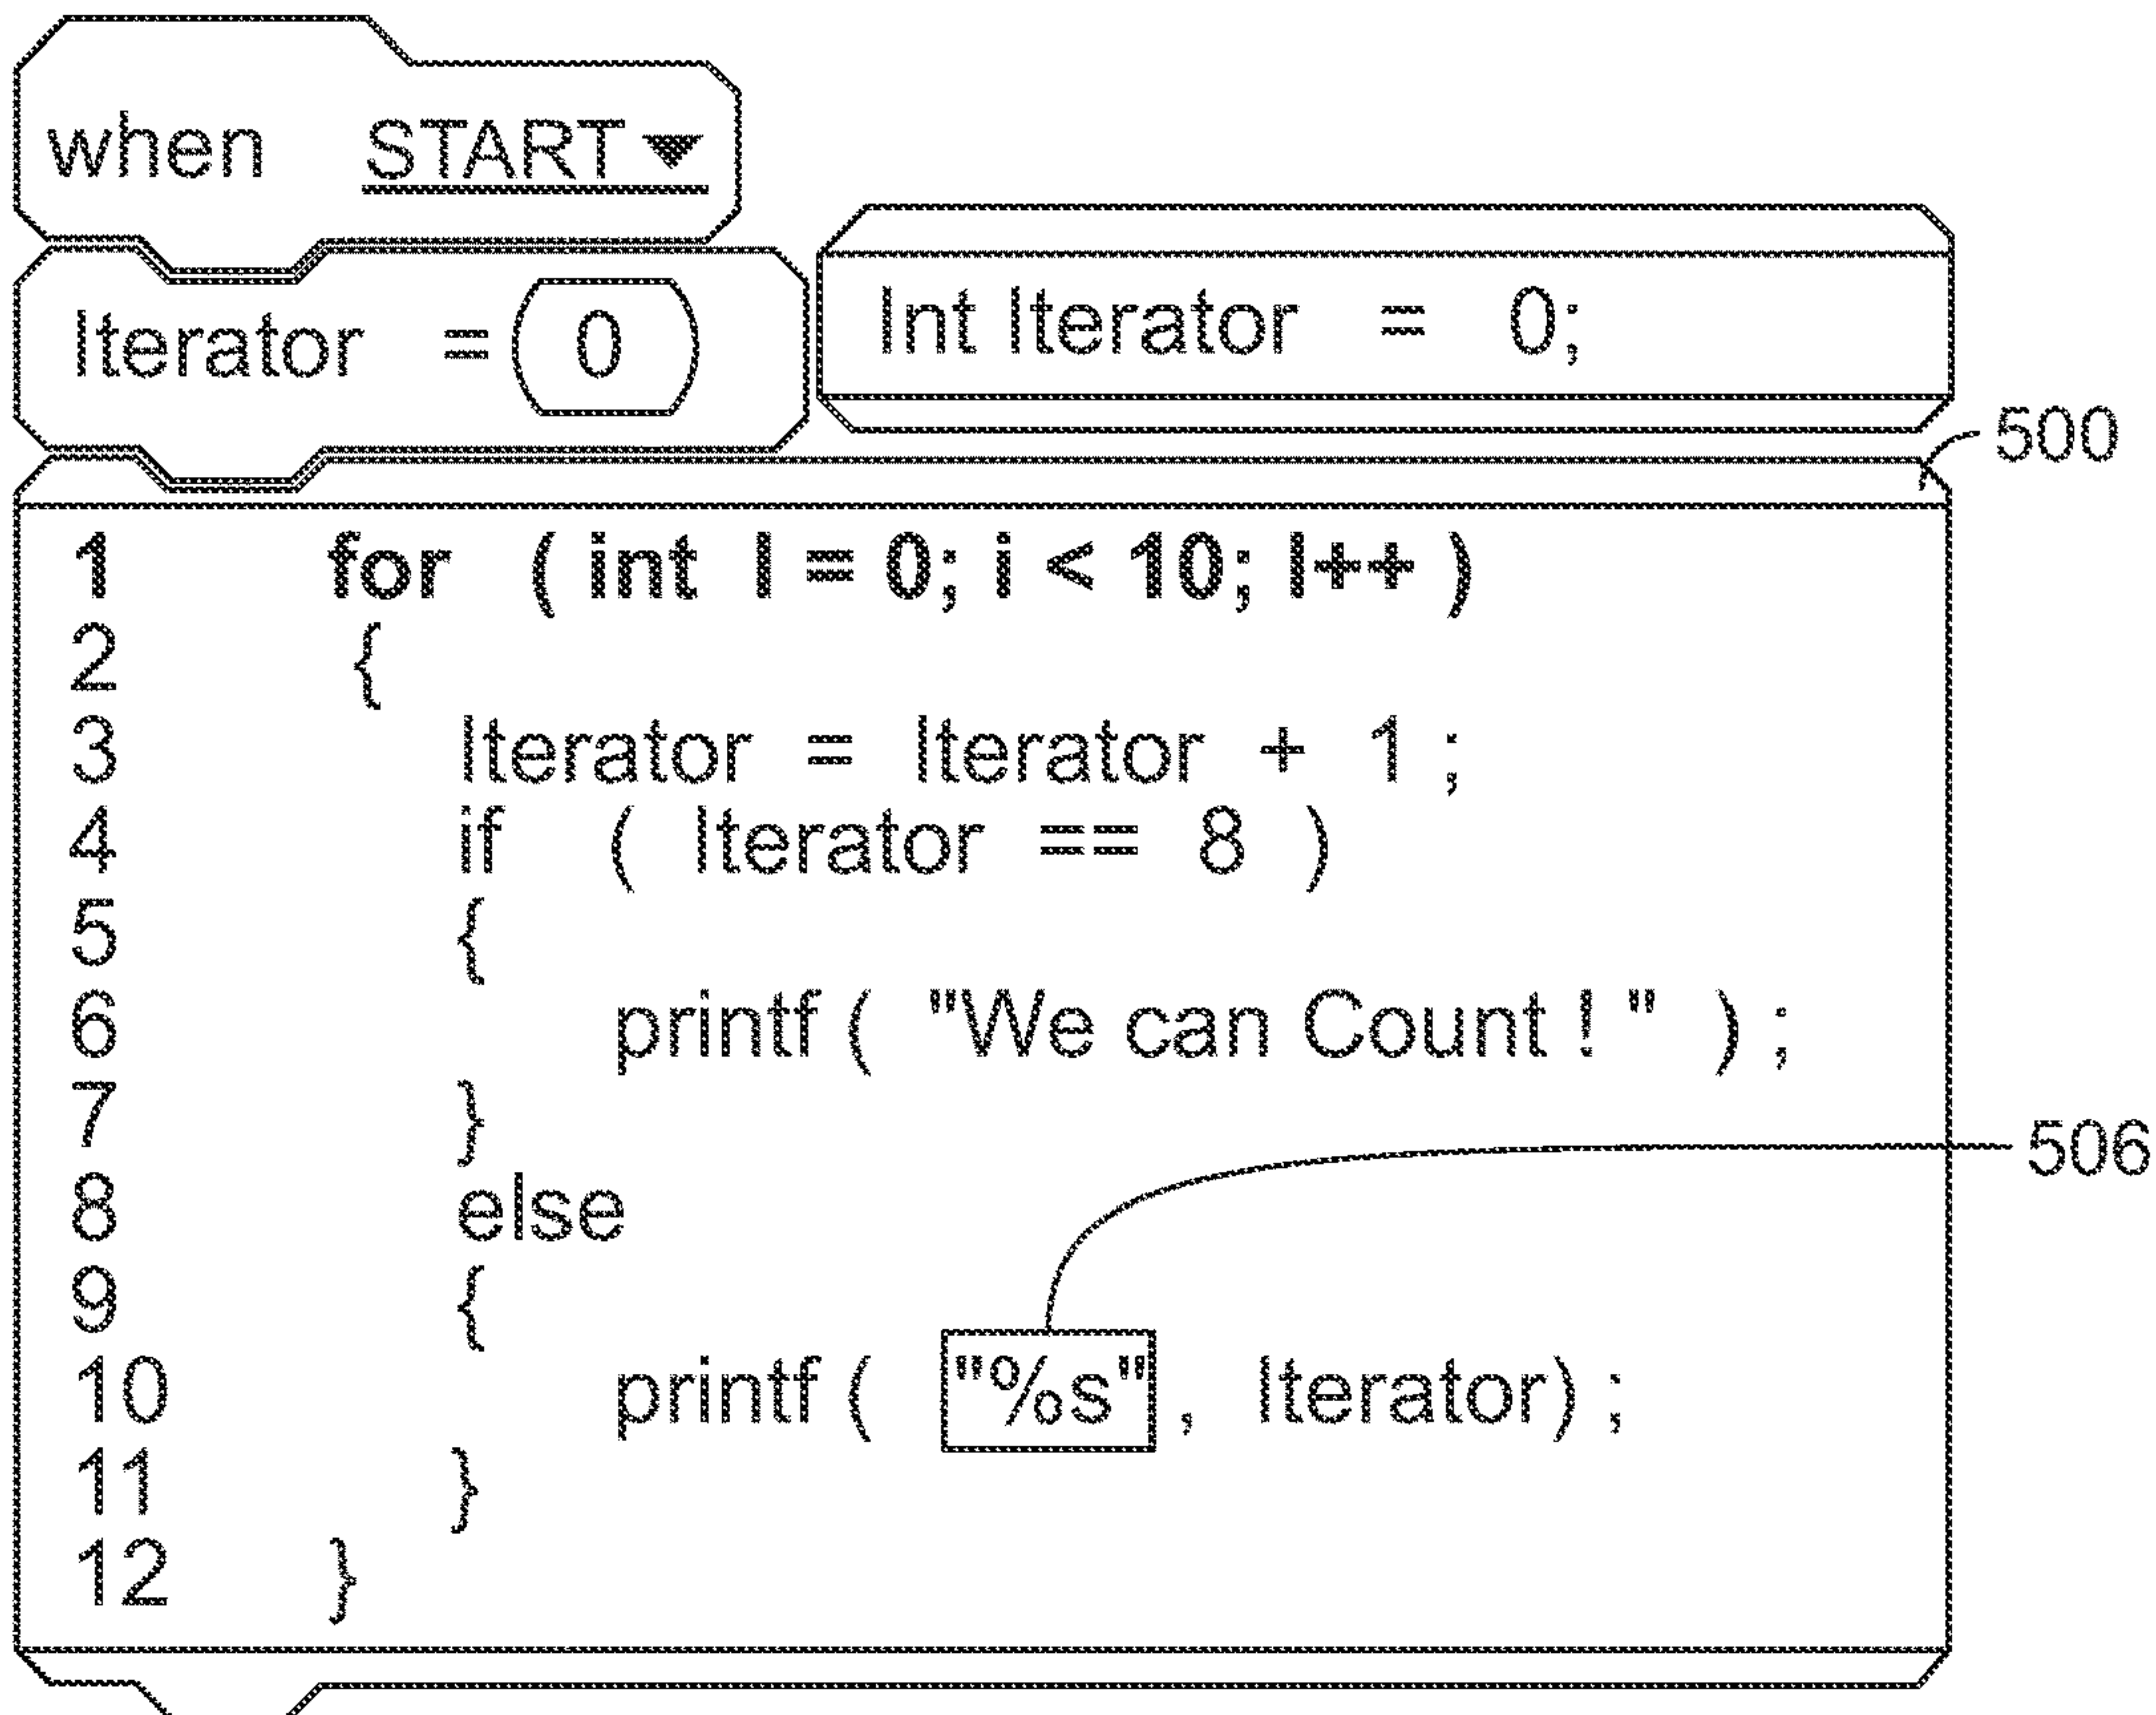 when START
Iterator = 0
Int Iterator = 0;
500
1 for ( int I = 0; i < 10; I++ )
2 {
3 Iterator = Iterator + 1 ;
4 if ( Iterator == 8 )
5 {
6 printf ( "We can Count ! " ) ;
7 }
506
8 else
9 {
10 printf ( "%s" , Iterator) ;
11 }
12 }